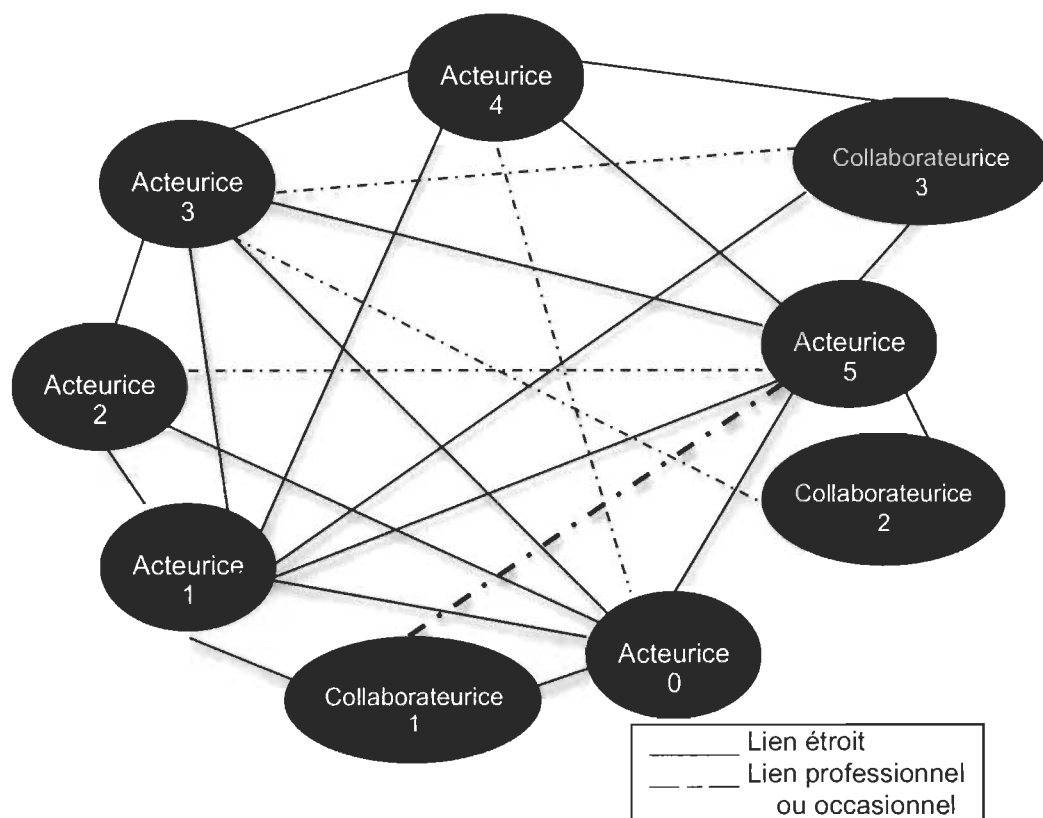 Acteurice
4
Collaborateurice
3
Acteurice
3
Acteurice
5
Acteurice
2
Collaborateurice
2
Acteurice
1
Acteurice
0
Collaborateurice
1
Lien étroit
Lien professionnel
ou occasionnel